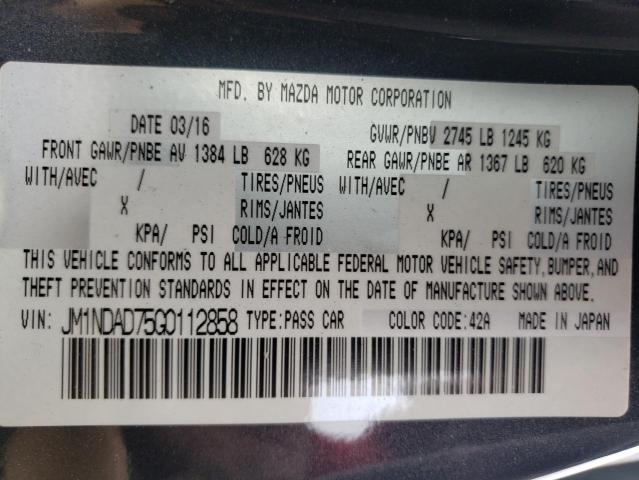 MFD. BY MAZDA MOTOR CORPORATION
DATE 03/16 GVWR/PNBV 2745 LB 1245 KG
FRONT GAWR/PNBE AV 1384 LB 628 KG REAR GAWR/PNBE AR 1367 LB 620 KG
WITH/AVEC / TIRES/PNEUS WITH/AVEC / TIRES/PNEUS
X RIMS/JANTES X RIMS/JANTES
KPA/ PSI COLD/A FROID KPA/ PSI COLD/A FROID
THIS VEHICLE CONFORMS TO ALL APPLICABLE FEDERAL MOTOR VEHICLE SAFETY,BUMPER,AND
THEFT PREVENTION STANDARDS IN EFFECT ON THE DATE OF MANUFACTURE SHOWN ABOVE.
VIN: JM1NDAD75G0112858 TYPE:PASS CAR COLOR CODE:42A MADE IN JAPAN